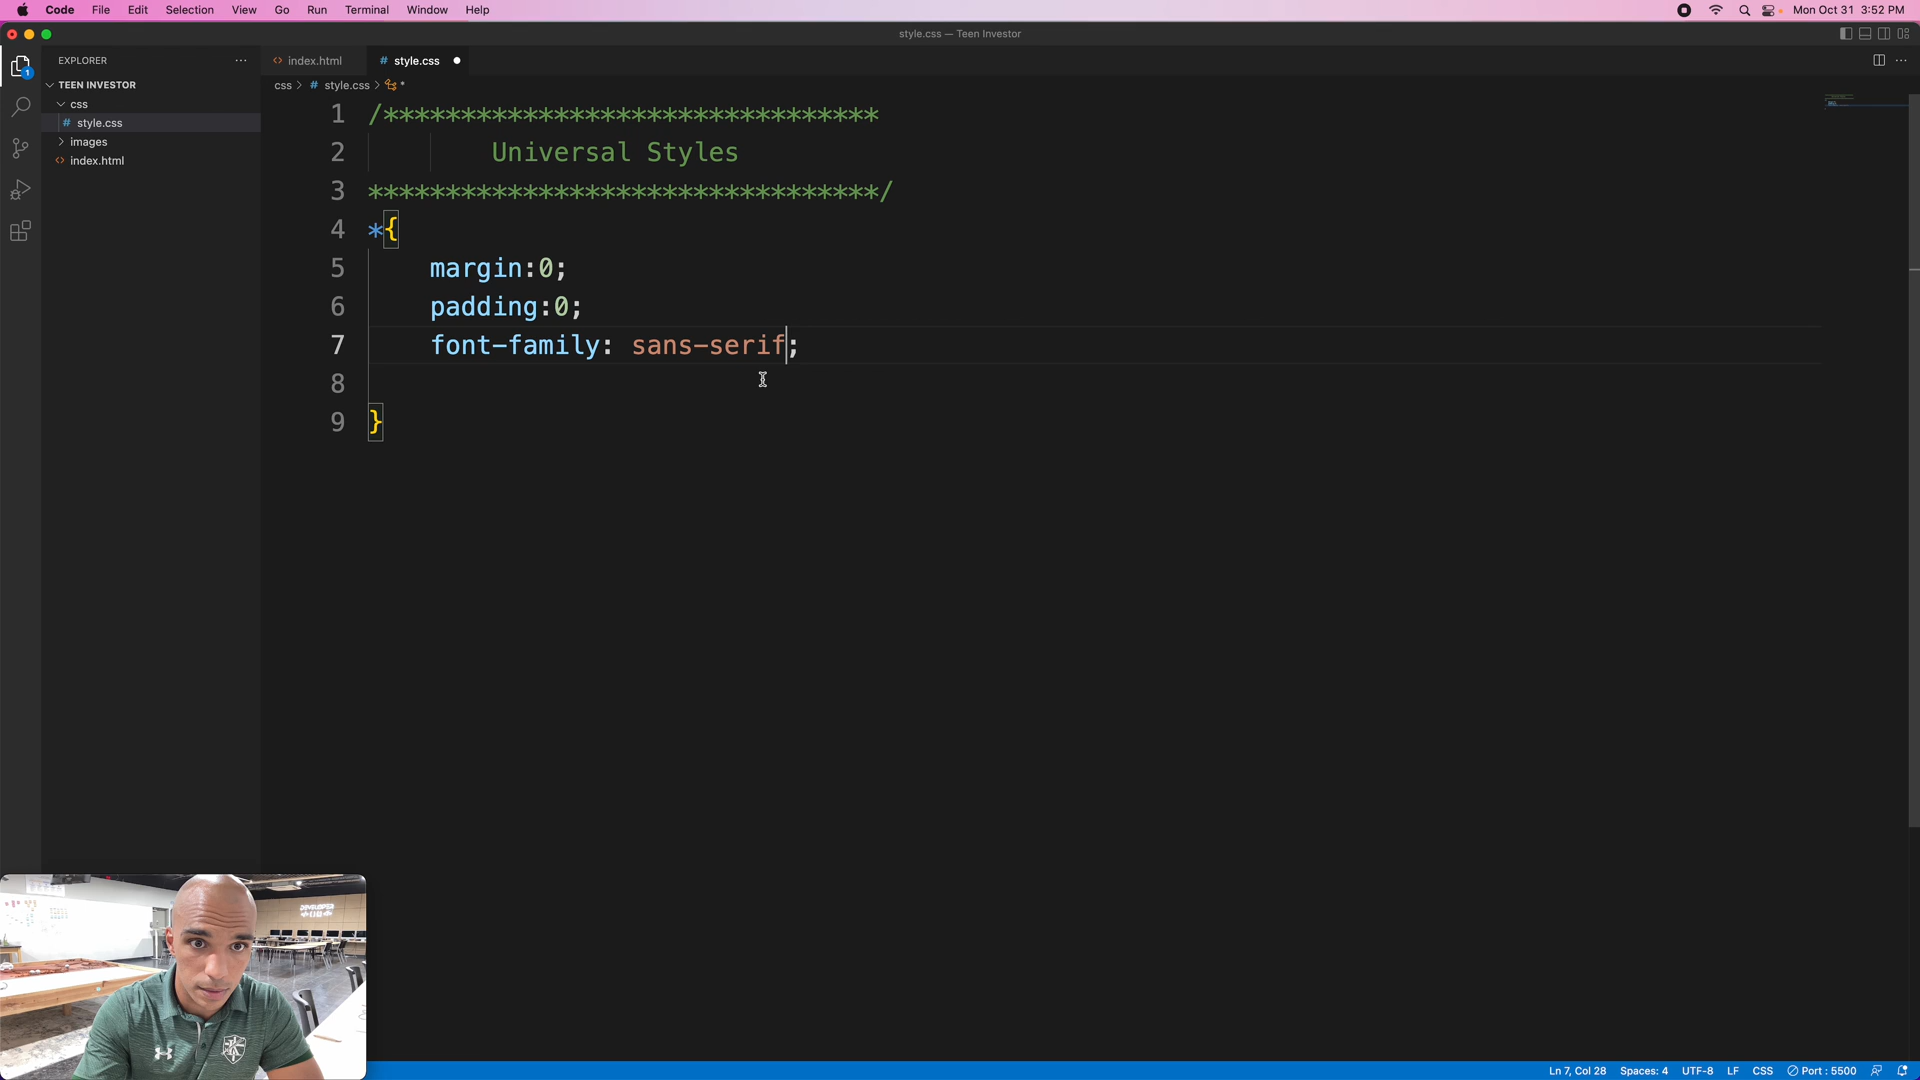 Code File Edit Selection View Go Run Terminal Window Help Mon Oct 31 3:52 PM
style.css — Teen Investor
EXPLORER
TEEN INVESTOR
css
# style.css
images
<> index.html
<> index.html # style.css
css > # style.css > *
1 /********************************
2 Universal Styles
3 *********************************/
4 *{
5 margin:0;
6 padding:0;
7 font-family: sans-serif;
8
9 }
1
DEVELOPED
Ln 7, Col 28 Spaces: 4 UTF-8 LF CSS Port : 5500